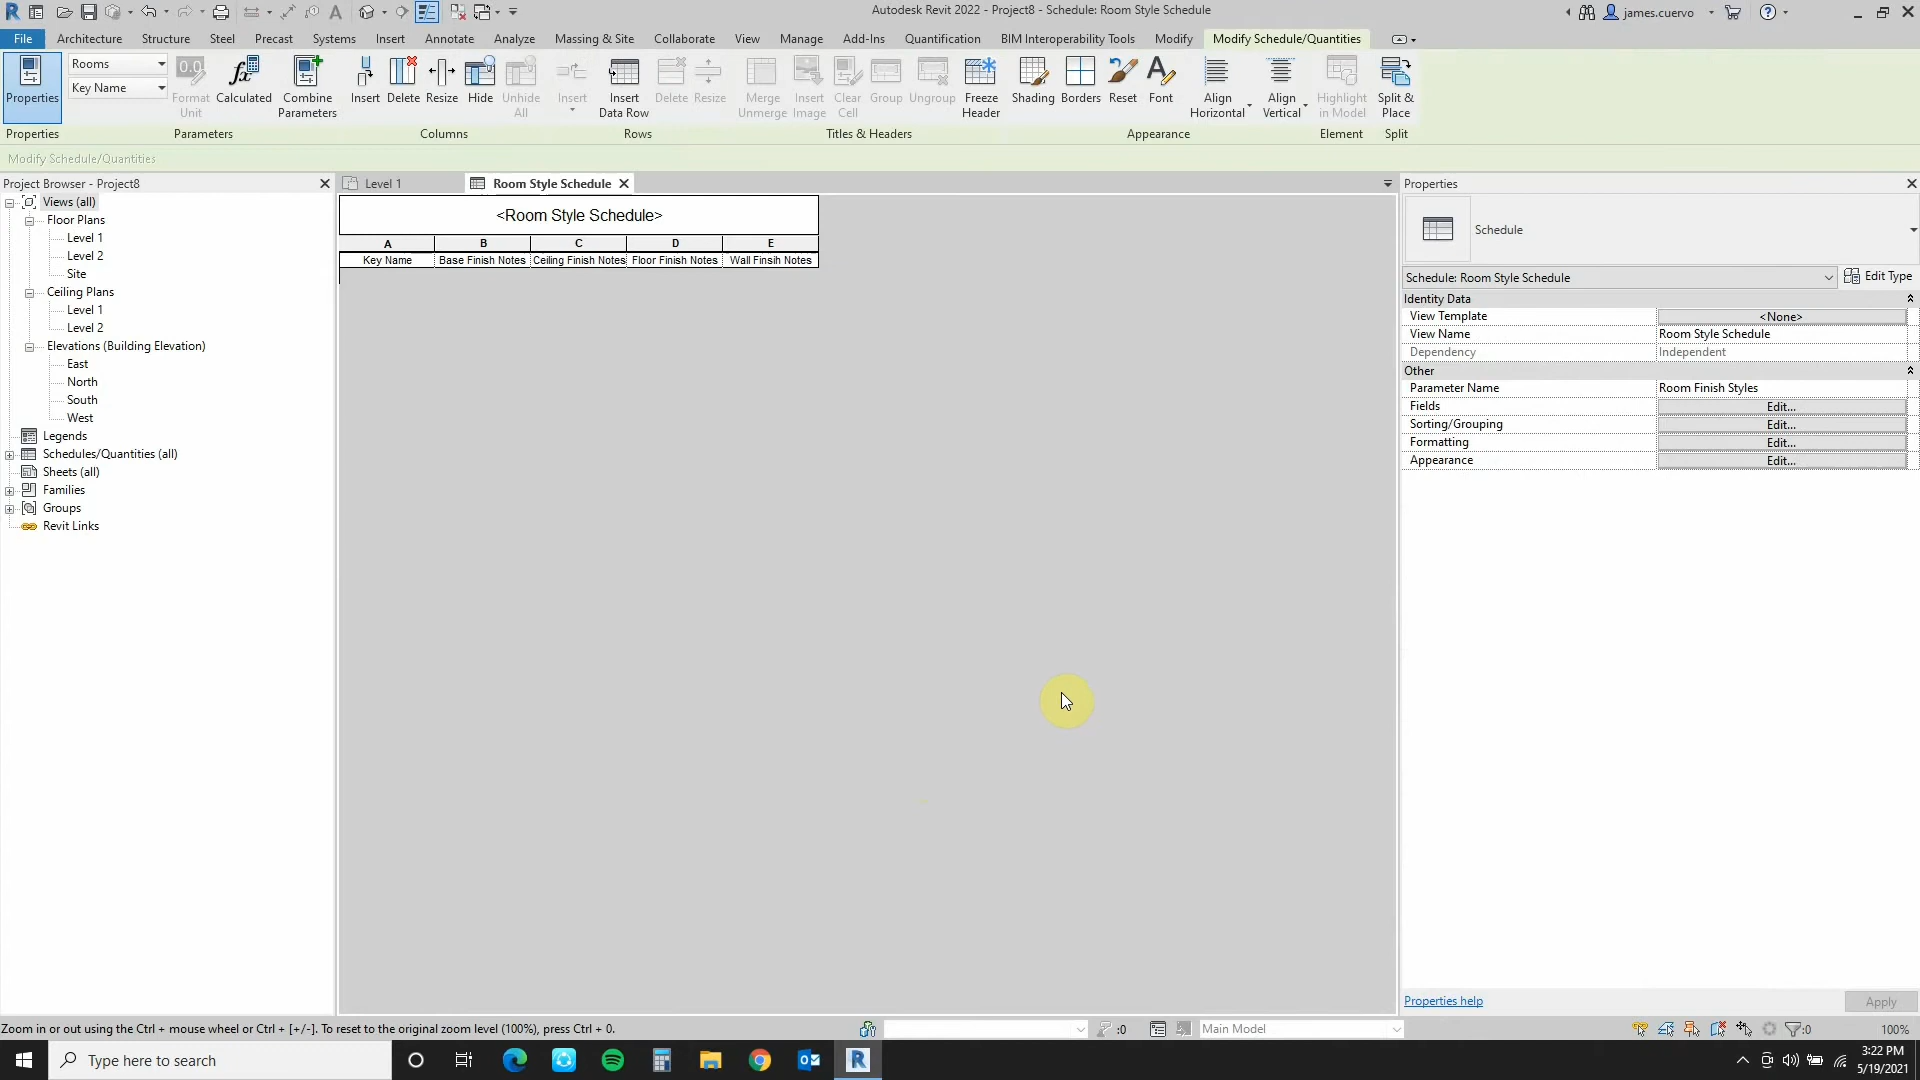 Autodesk Revit 2022 - Project8 - Schedule: Room Style Schedule
james.cuervo
File Architecture Structure Steel Precast Systems Insert Annotate Analyze Massing & Site Collaborate View Manage Add-Ins Quantification BIM Interoperability Tools Modify Modify Schedule/Quantities
Properties
Rooms
Key Name
Format Unit
Calculated
Combine Parameters
Insert
Delete
Resize
Hide
Unhide All
Insert
Insert Data Row
Delete
Resize
Merge Unmerge
Insert Image
Clear Cell
Group
Ungroup
Freeze Header
Shading
Borders
Reset
Font
Align Horizontal
Align Vertical
Highlight in Model
Split & Place
Properties Parameters Columns Rows Titles & Headers Appearance Element Split
Modify Schedule/Quantities
Project Browser - Project8
Views (all)
Floor Plans
Level 1
Level 2
Site
Ceiling Plans
Level 1
Level 2
Elevations (Building Elevation)
East
North
South
West
Legends
Schedules/Quantities (all)
Sheets (all)
Families
Groups
Revit Links
Level 1
Room Style Schedule
<Room Style Schedule>
A B C D E
Key Name Base Finish Notes Ceiling Finish Notes Floor Finish Notes Wall Finsih Notes
Properties
Schedule
Schedule: Room Style Schedule
Edit Type
Identity Data
View Template <None>
View Name Room Style Schedule
Dependency Independent
Other
Parameter Name Room Finish Styles
Fields Edit...
Sorting/Grouping Edit...
Formatting Edit...
Appearance Edit...
Properties help
Apply
Zoom in or out using the Ctrl + mouse wheel or Ctrl + [+/-]. To reset to the original zoom level (100%), press Ctrl + 0.
:0
Main Model
:0
100%
Type here to search
3:22 PM
5/19/2021